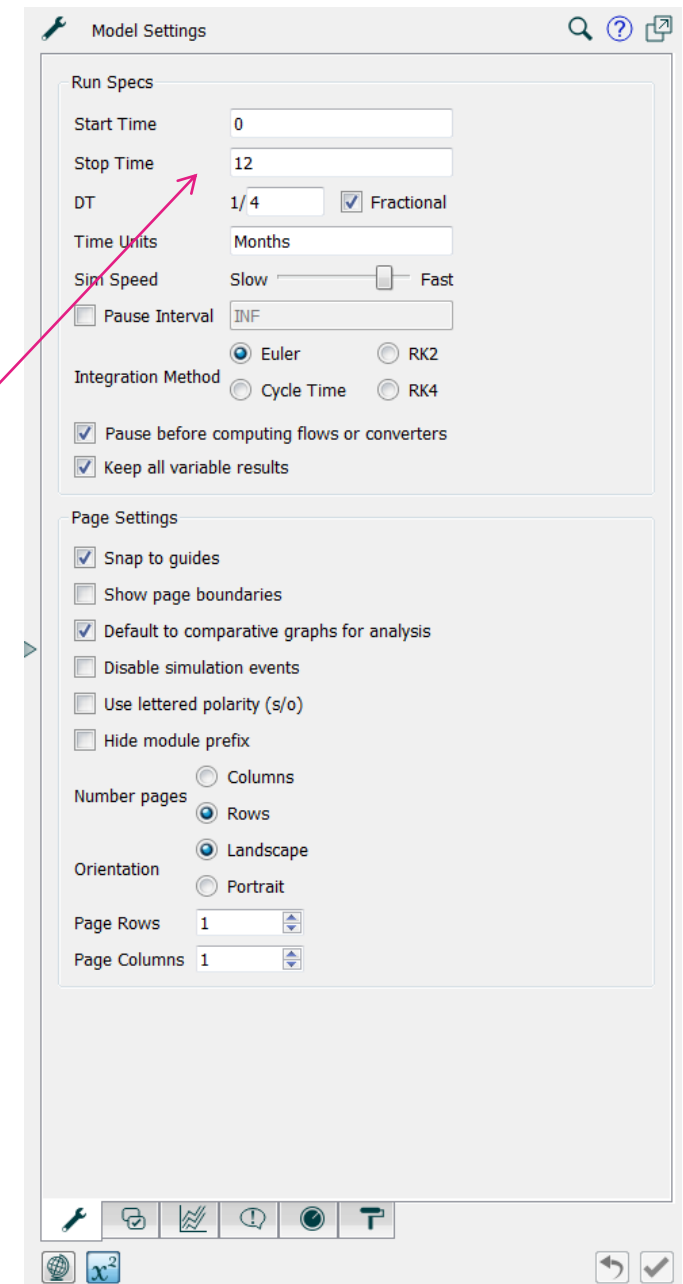 Model Settings
Run Specs
Start Time 0
Stop Time 12
DT 1/ 4 Fractional
Time Units Months
Sim Speed Slow Fast
Pause Interval INF
Integration Method
Euler RK2
Cycle Time RK4
Pause before computing flows or converters
Keep all variable results
Page Settings
Snap to guides
Show page boundaries
Default to comparative graphs for analysis
Disable simulation events
Use lettered polarity (s/o)
Hide module prefix
Number pages
Columns
Rows
Orientation
Landscape
Portrait
Page Rows 1
Page Columns 1
x²